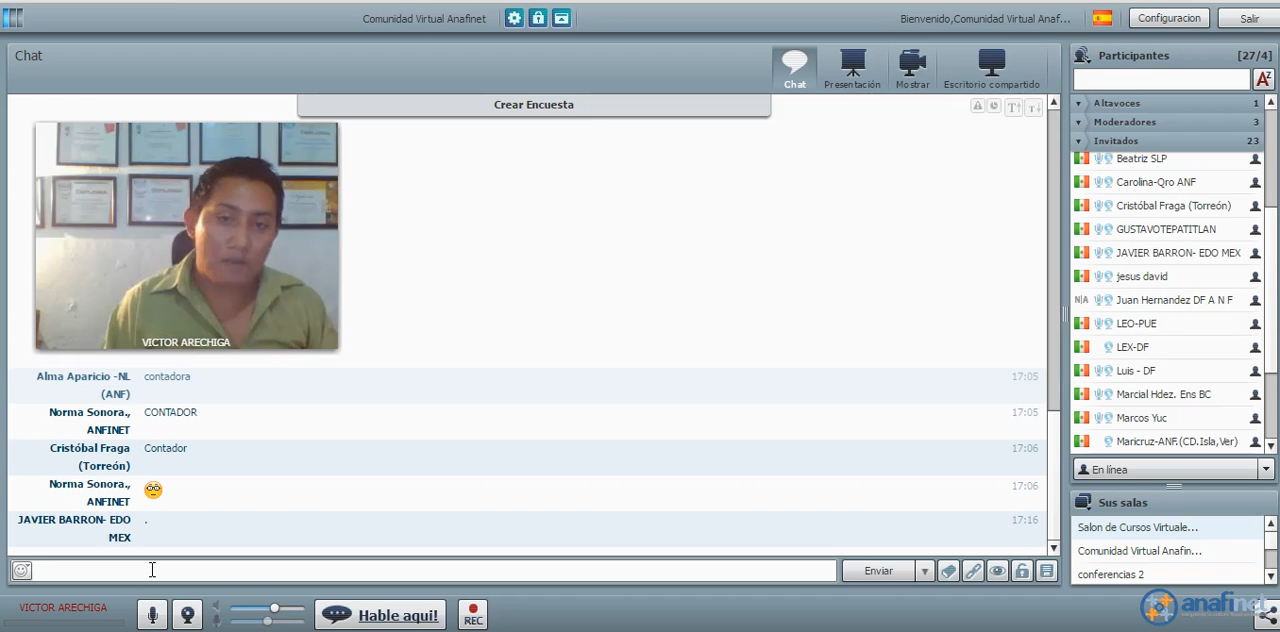 Comunidad Virtual Anafinet
Bienvenido,Comunidad Virtual Anaf...
Configuracion
Salir
Chat
Chat
Presentación
Mostrar
Escritorio compartido
Participantes
[27/4]
Crear Encuesta
Altavoces 1
Moderadores 3
Invitados 23
Beatriz SLP
Carolina-Qro ANF
Cristóbal Fraga (Torreón)
GUSTAVOTEPATITLAN
JAVIER BARRON- EDO MEX
jesus david
N/A Juan Hernandez DF A N F
LEO-PUE
LEX-DF
Luis - DF
Marcial Hdez. Ens BC
Marcos Yuc
Maricruz-ANF.(CD.Isla,Ver)
En línea
Sus salas
Salon de Cursos Virtuale...
Comunidad Virtual Anafin...
conferencias 2
VICTOR ARECHIGA
Alma Aparicio -NL contadora 17:05
(ANF)
Norma Sonora., CONTADOR 17:05
ANFINET
Cristóbal Fraga Contador 17:06
(Torreón)
Norma Sonora., 17:06
ANFINET
JAVIER BARRON- EDO . 17:16
MEX
Enviar
VICTOR ARECHIGA
Hable aqui!
REC
anafinet